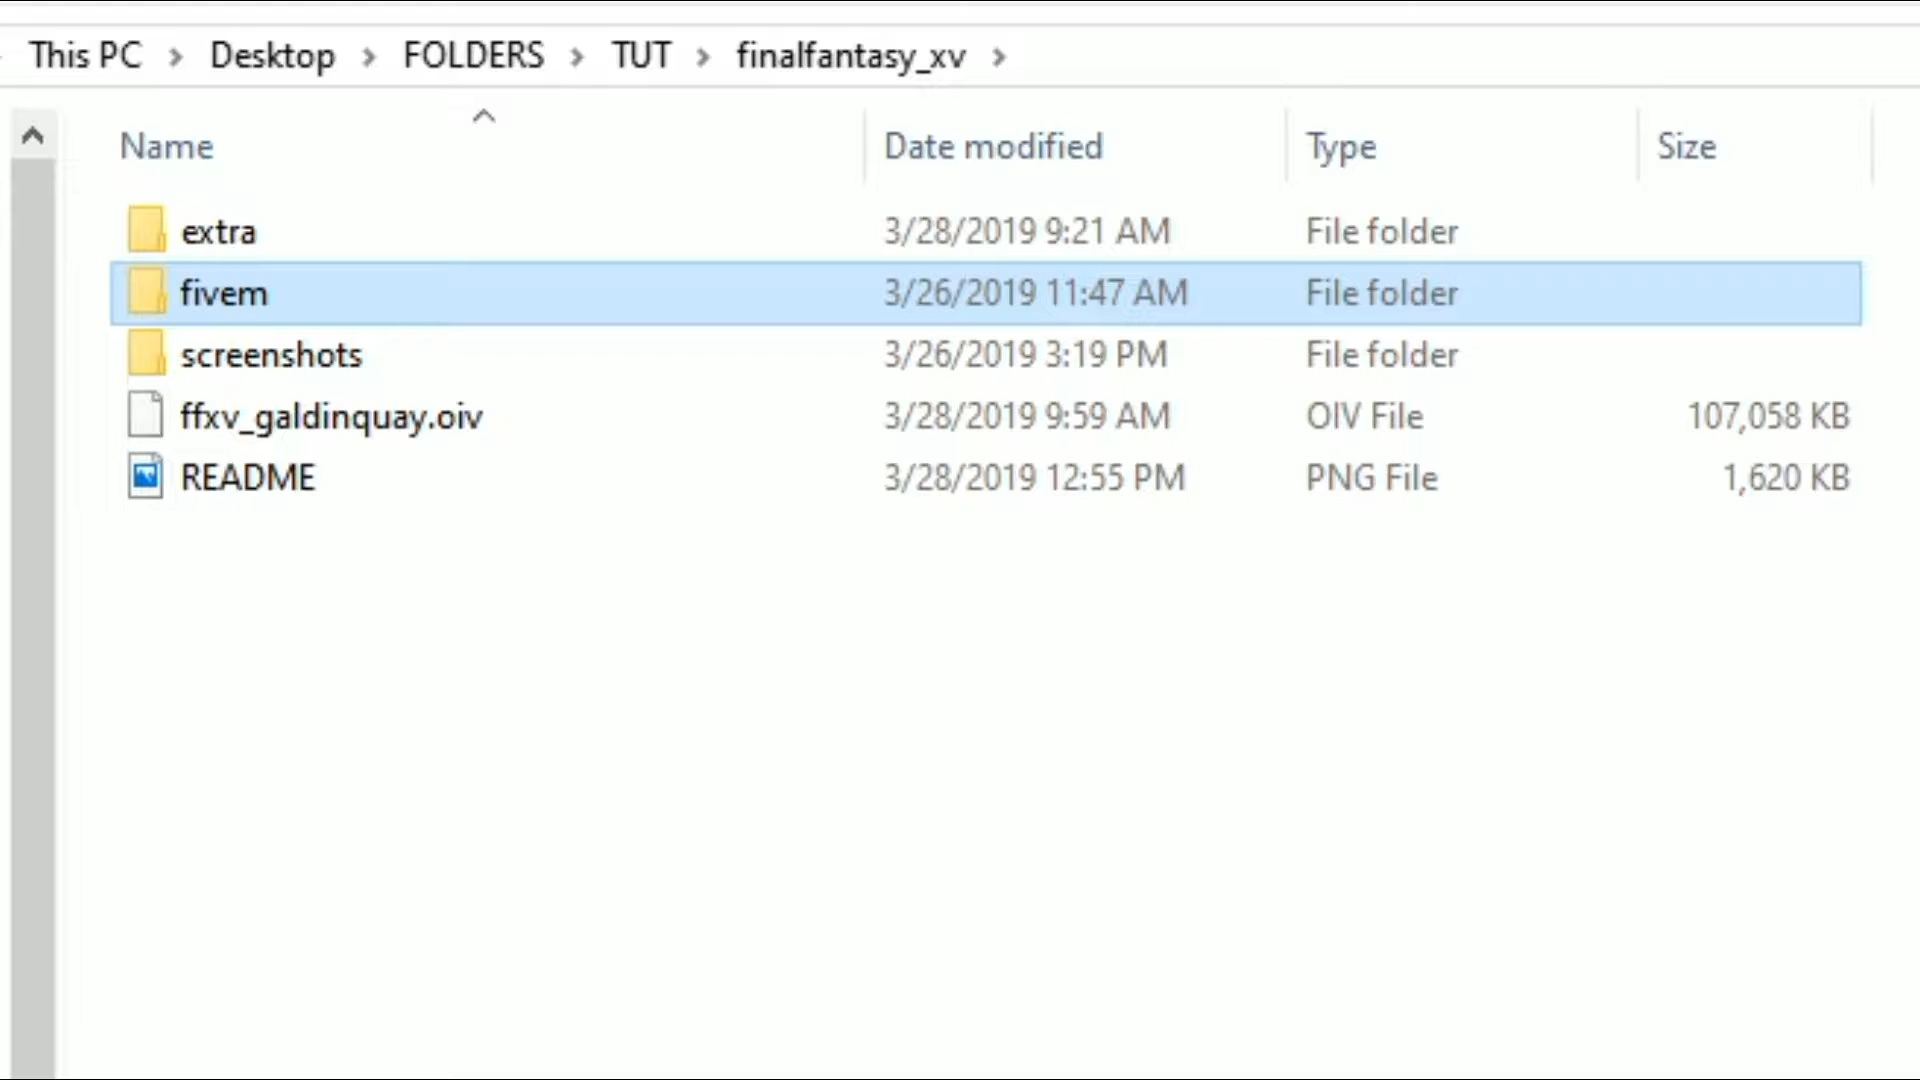 This PC > Desktop > FOLDERS > TUT > finalfantasy_xv >
Name Date modified Type Size
extra 3/28/2019 9:21 AM File folder
fivem 3/26/2019 11:47 AM File folder
screenshots 3/26/2019 3:19 PM File folder
ffxv_galdinquay.oiv 3/28/2019 9:59 AM OIV File 107,058 KB
README 3/28/2019 12:55 PM PNG File 1,620 KB